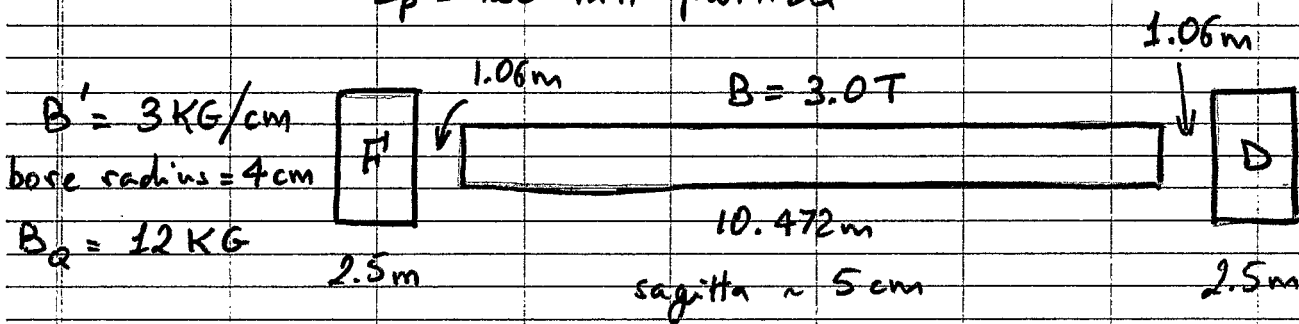 1.06m
1.06m
B = 3.0T
B' = 3 KG/cm
F
D
bore radius = 4 cm
10.472m
B_Q = 12 KG
2.5m
sagitta ~ 5 cm
2.5m